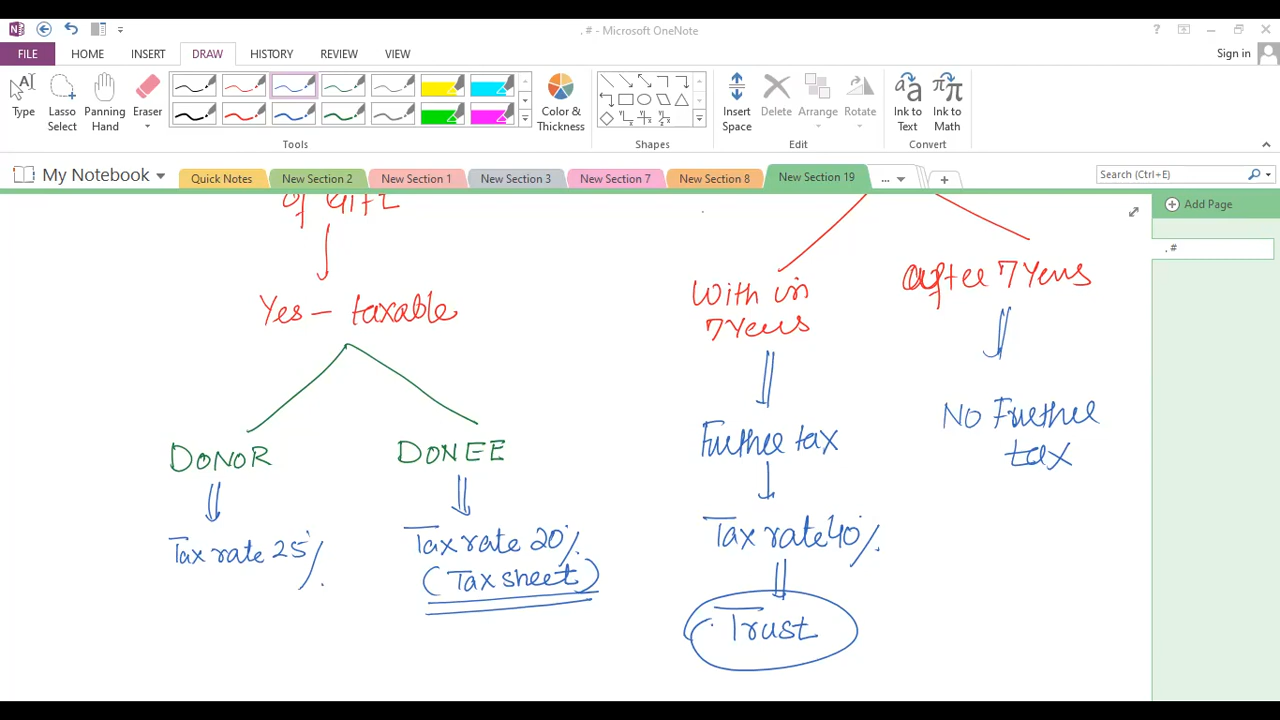 , # - Microsoft OneNote
Sign in
FILE HOME INSERT DRAW HISTORY REVIEW VIEW
Type
Lasso Select
Panning Hand
Eraser
Color & Thickness
Insert Space
Delete
Arrange
Rotate
Ink to Text
Ink to Math
Tools
Shapes
Edit
Convert
My Notebook
Quick Notes
New Section 2
New Section 1
New Section 3
New Section 7
New Section 8
New Section 19
...
Search (Ctrl+E)
Add Page
, #
of Gift
Yes – taxable
DONOR
Tax rate 25%
DONEE
Tax rate 20%
(Tax sheet)
With in
7 Years
Further tax
Tax rate 40%
Trust
after 7 Years
No Further
tax